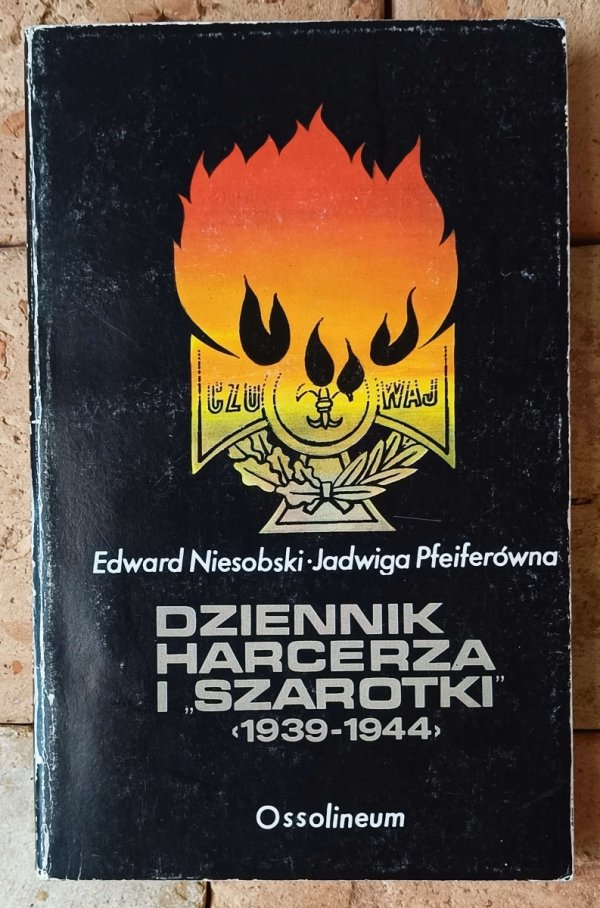 CZU WAJ
Edward Niesobski·Jadwiga Pfeiferówna
DZIENNIK
HARCERZA
I „SZAROTKI”
‹1939-1944›
Ossolineum